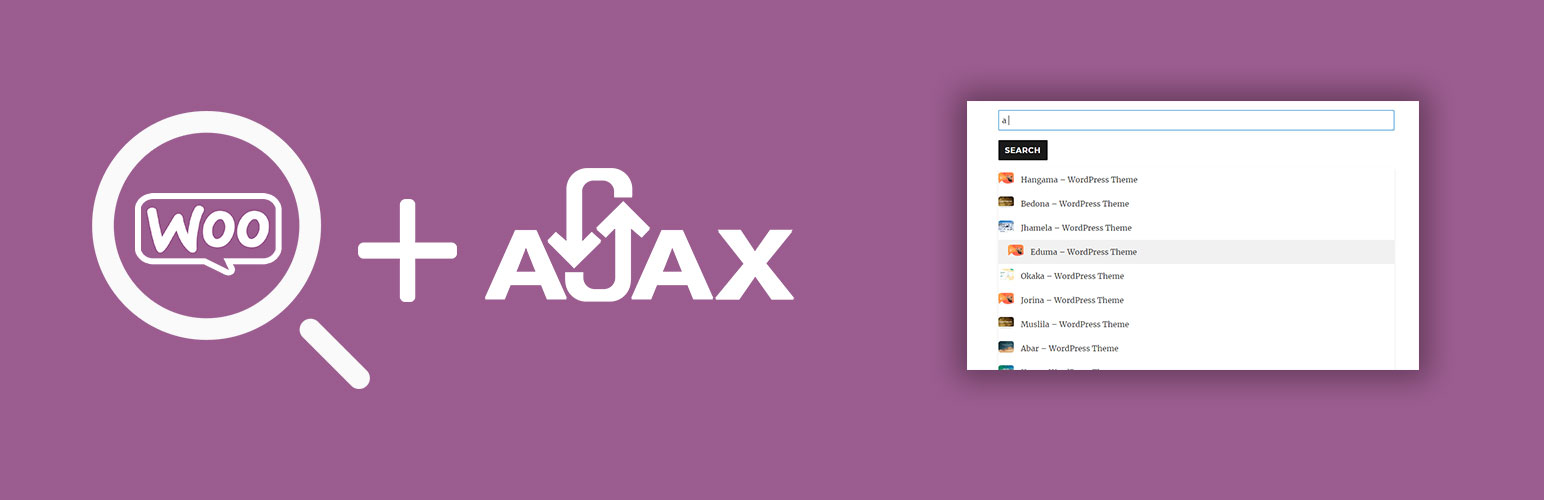 Woo
AJAX
a
SEARCH
Hangama – WordPress Theme
Bedona – WordPress Theme
Jhamela – WordPress Theme
Eduma – WordPress Theme
Okaka – WordPress Theme
Jorina – WordPress Theme
Muslila – WordPress Theme
Abar – WordPress Theme